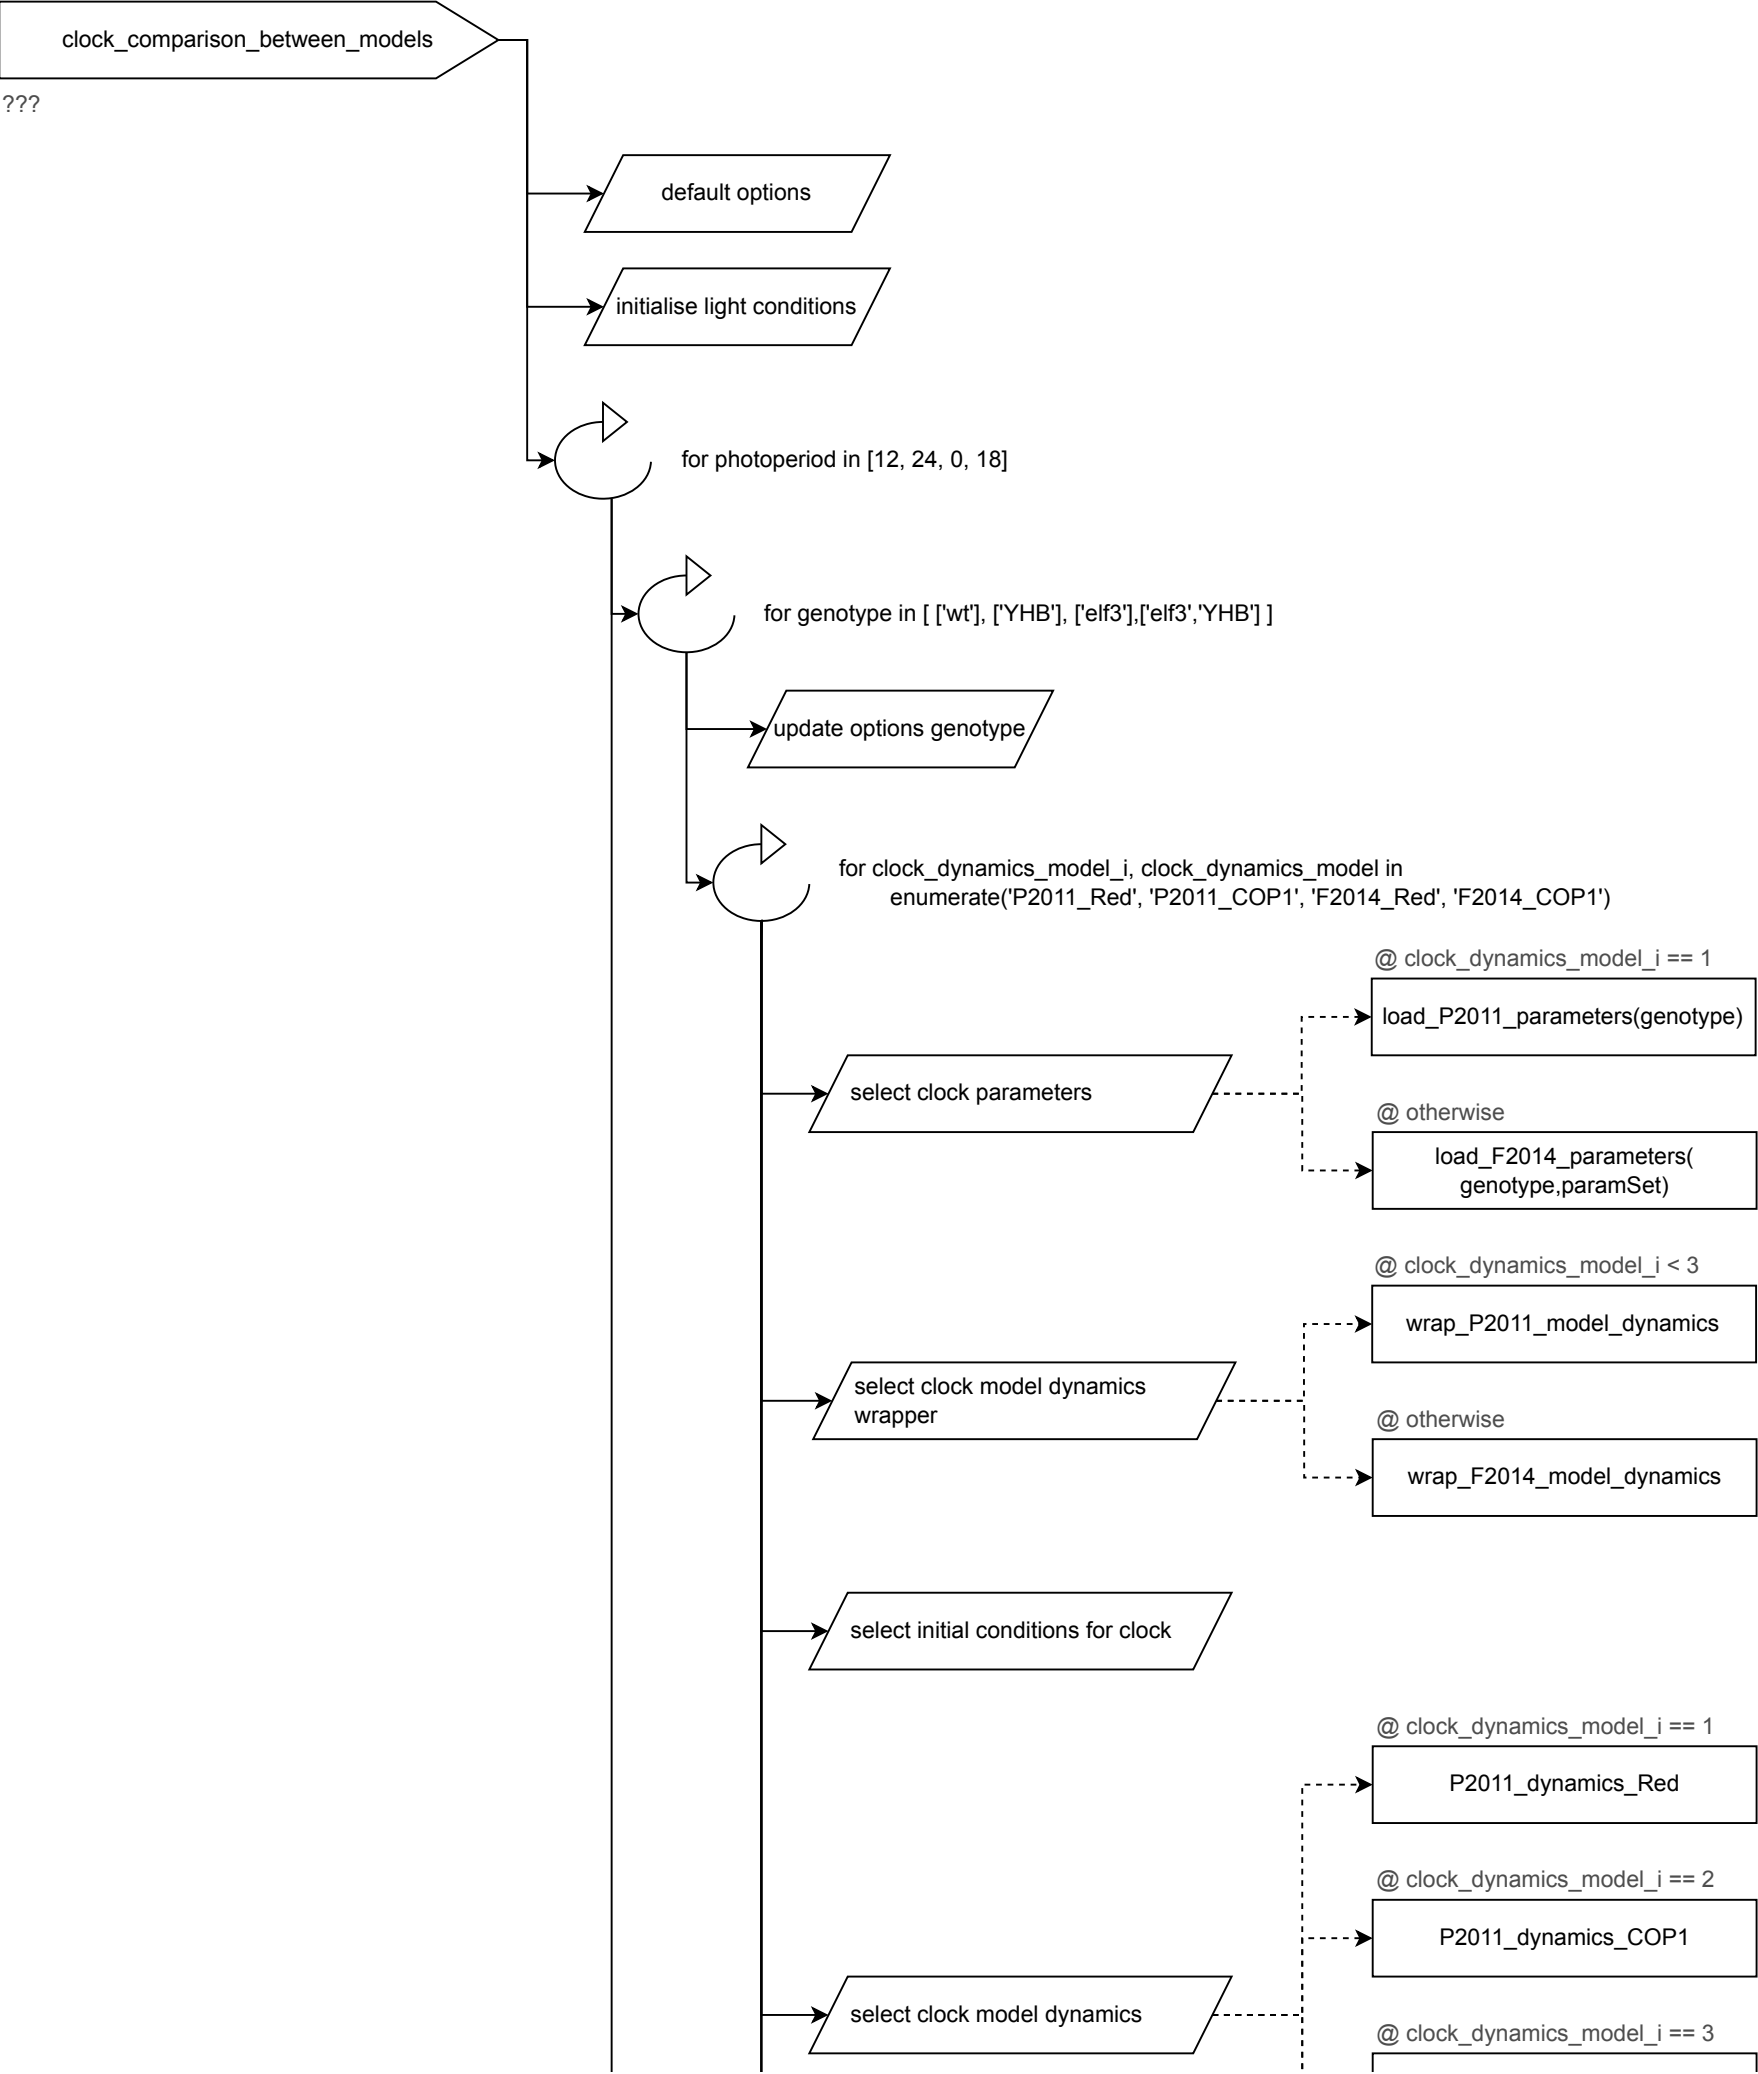 clock_comparison_between_models
???
default options
initialise light conditions
for photoperiod in [12, 24, 0, 18]
for genotype in [ ['wt'], ['YHB'], ['elf3'],['elf3','YHB'] ]
update options genotype
for clock_dynamics_model_i, clock_dynamics_model in
enumerate('P2011_Red', 'P2011_COP1', 'F2014_Red', 'F2014_COP1')
@ clock_dynamics_model_i == 1
load_P2011_parameters(genotype)
select clock parameters
@ otherwise
load_F2014_parameters(
genotype,paramSet)
@ clock_dynamics_model_i < 3
wrap_P2011_model_dynamics
select clock model dynamics
wrapper
@ otherwise
wrap_F2014_model_dynamics
select initial conditions for clock
@ clock_dynamics_model_i == 1
P2011_dynamics_Red
@ clock_dynamics_model_i == 2
P2011_dynamics_COP1
select clock model dynamics
@ clock_dynamics_model_i == 3